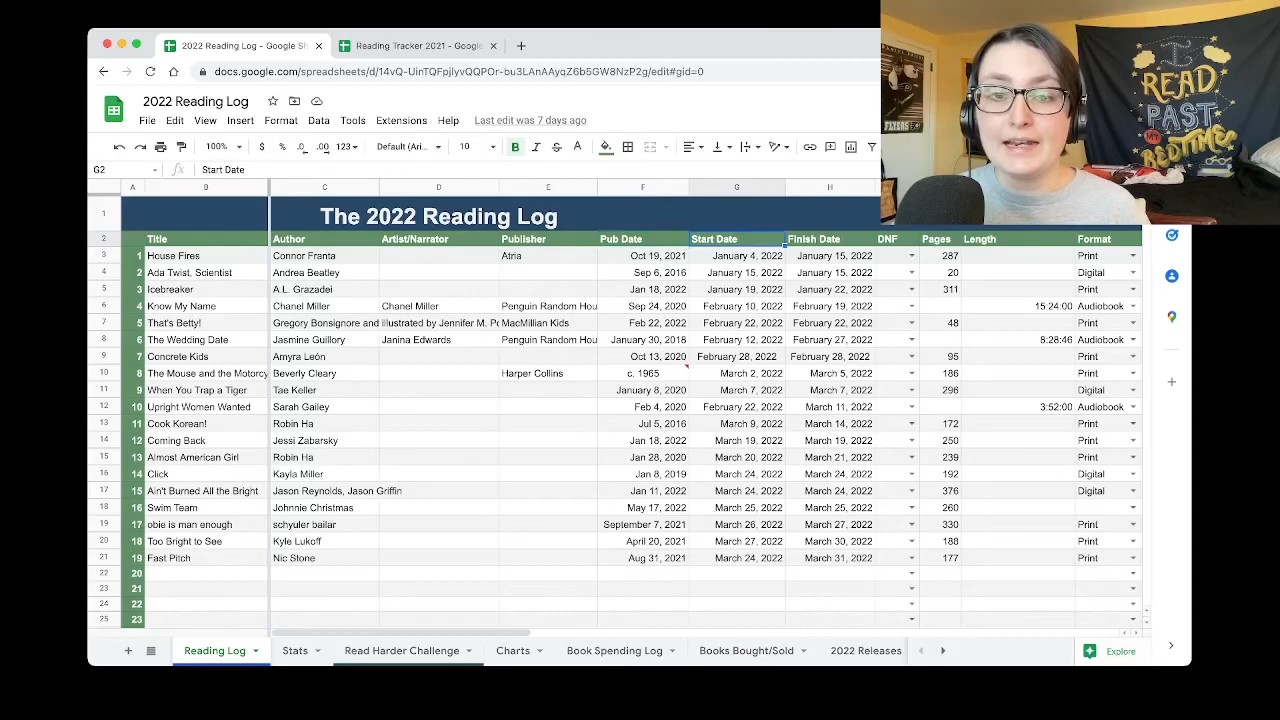 2022 Reading Log - Google Sh
Reading Tracker 2021 - Google
docs.google.com/spreadsheets/d/
2022 Reading Log
File Edit View Insert Format Data Tools Extensions Help Last edit was 7 days ago
100% $ % .0 .00 123 Default (Ari... 10 B I S A
G2 fx Start Date
A B C D E F G H
1 The 2022 Reading Log
2 Title Author Artist/Narrator Publisher Pub Date Start Date Finish Date DNF Pages Length Format
3 1 House Fires Connor Franta Atria Oct 19, 2021 January 4, 2022 January 15, 2022 287 Print
4 2 Ada Twist, Scientist Andrea Beatley Sep 6, 2016 January 15, 2022 January 15, 2022 20 Digital
5 3 Icebreaker A.L. Grazadei Jan 18, 2022 January 19, 2022 January 22, 2022 311 Print
6 4 Know My Name Chanel Miller Chanel Miller Penguin Random Hou Sep 24, 2020 February 10, 2022 February 19, 2022 15:24:00 Audiobook
7 5 That's Betty! Gregory Bonsignore and Illustrated by Jennifer M. Po MacMillian Kids Feb 22, 2022 February 22, 2022 February 22, 2022 48 Print
8 6 The Wedding Date Jasmine Guillory Janina Edwards Penguin Random Hou January 30, 2018 February 12, 2022 February 27, 2022 8:28:46 Audiobook
9 7 Concrete Kids Amyra León Oct 13, 2020 February 28, 2022 February 28, 2022 95 Print
10 8 The Mouse and the Motorcy Beverly Cleary Harper Collins c. 1965 March 2, 2022 March 5, 2022 186 Print
11 9 When You Trap a Tiger Tae Keller January 8, 2020 March 7, 2022 March 7, 2022 296 Digital
12 10 Upright Women Wanted Sarah Gailey Feb 4, 2020 February 22, 2022 March 11, 2022 3:52:00 Audiobook
13 11 Cook Korean! Robin Ha Jul 5, 2016 March 9, 2022 March 14, 2022 172 Print
14 12 Coming Back Jessi Zabarsky Jan 18, 2022 March 19, 2022 March 19, 2022 250 Print
15 13 Almost American Girl Robin Ha Jan 28, 2020 March 20, 2022 March 21, 2022 239 Print
16 14 Click Kayla Miller Jan 8, 2019 March 24, 2022 March 24, 2022 192 Digital
17 15 Ain't Burned All the Bright Jason Reynolds, Jason Griffin Jan 11, 2022 March 24, 2022 March 24, 2022 376 Digital
18 16 Swim Team Johnnie Christmas May 17, 2022 March 25, 2022 March 25, 2022 260
19 17 obie is man enough schyuler bailar September 7, 2021 March 26, 2022 March 27, 2022 330 Print
20 18 Too Bright to See Kyle Lukoff April 20, 2021 March 27, 2022 March 30, 2022 188 Print
21 19 Fast Pitch Nic Stone Aug 31, 2021 March 24, 2022 March 31, 2022 177 Print
22 20
23 21
24 22
25 23
Reading Log Stats Read Harder Challenge Charts Book Spending Log Books Bought/Sold 2022 Releases Explore
FLYERS
I
READ
PAST
MY
BEDTIME